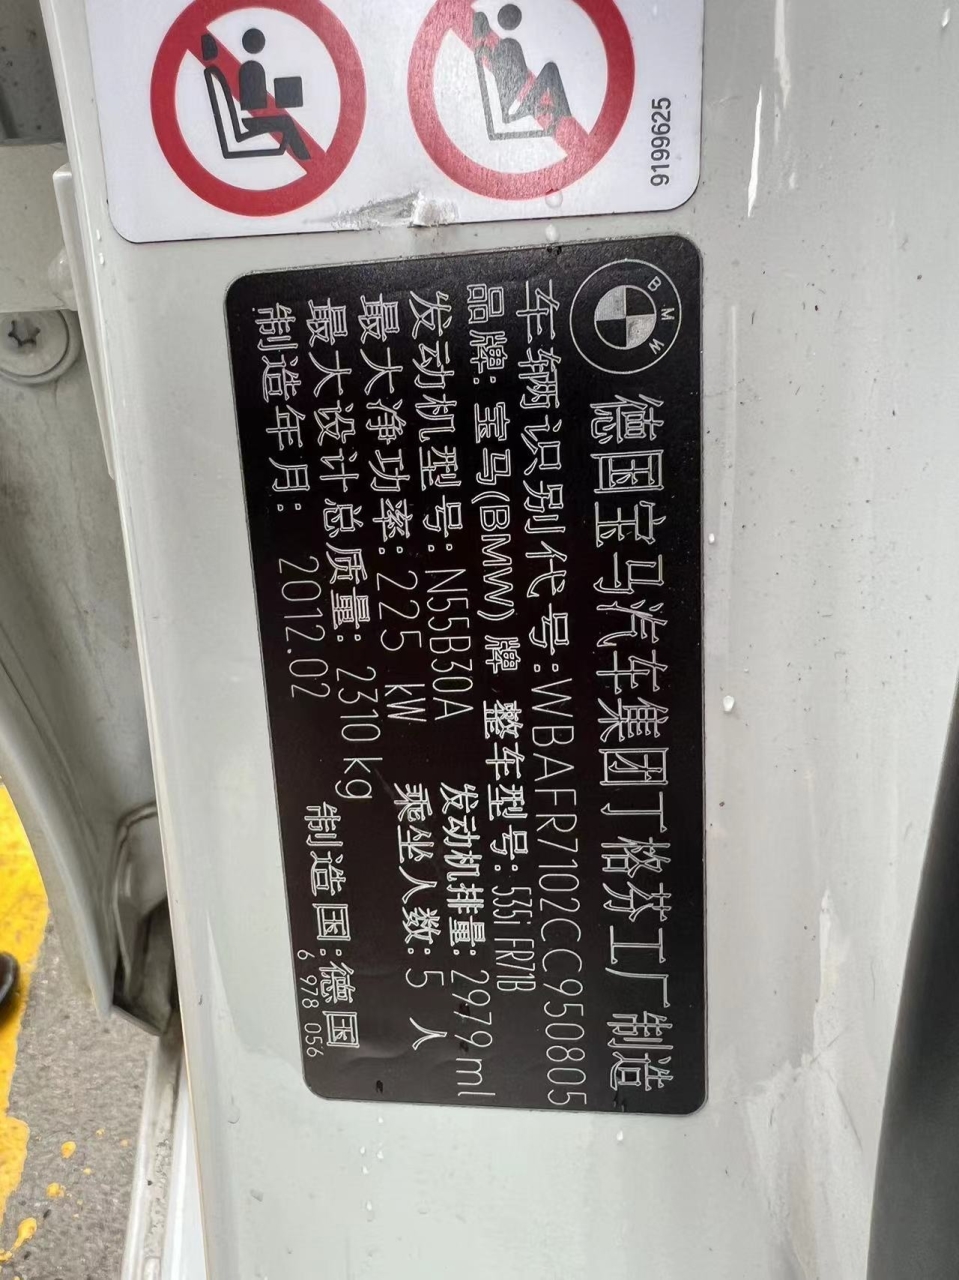 9199625
BMW
德国宝马汽车集团丁格芬工厂制造
车辆识别代号:WBAFR7102CC950805
品牌:宝马(BMW)牌 整车型号:535i FR71B
发动机型号:N55B30A 发动机排量:2979ml
最大净功率:225 kW 乘坐人数:5 人
最大设计总质量:2310kg
制造年月: 2012.02 制造国:德国
6 978 056